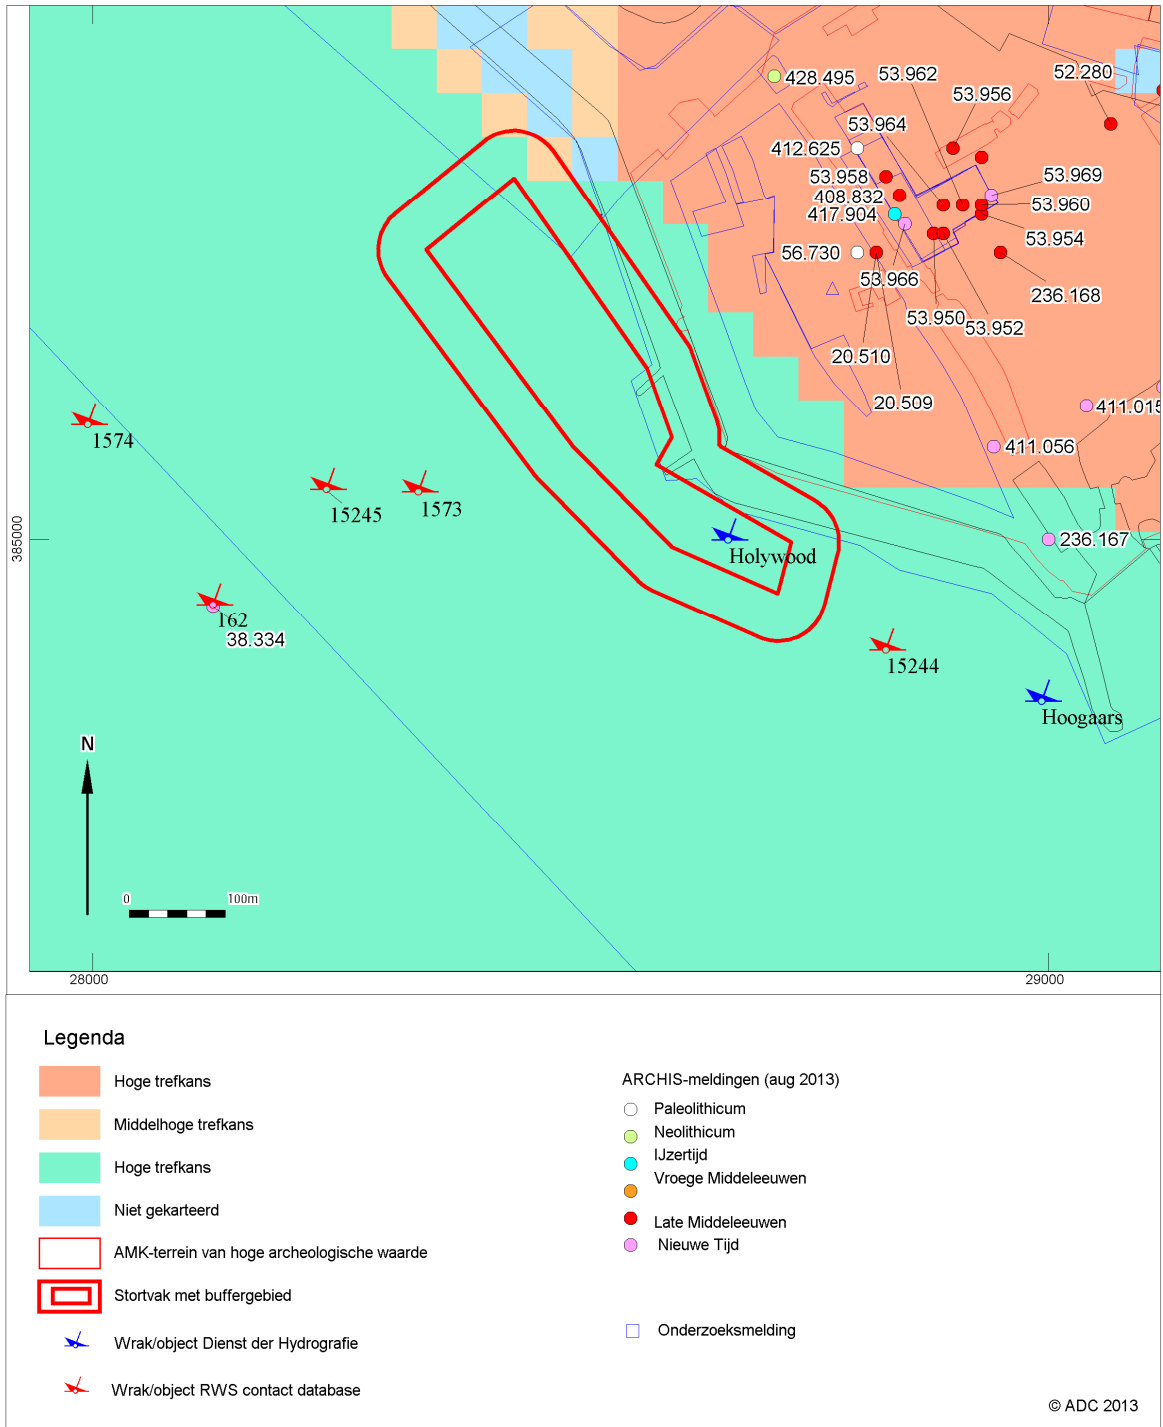 428.495
53.962
52.280
53.956
53.964
412.625
53.958
53.969
408.832
53.960
417.904
53.954
56.730
53.966
236.168
53.950
53.952
20.510
20.509
411.015
1574
411.056
15245
1573
385000
Holywood
236.167
162
38.334
15244
Hoogaars
N
0
100m
28000
29000
Legenda
Hoge trefkans
Middelhoge trefkans
Hoge trefkans
Niet gekarteerd
AMK-terrein van hoge archeologische waarde
Stortvak met buffergebied
Wrak/object Dienst der Hydrografie
Wrak/object RWS contact database
ARCHIS-meldingen (aug 2013)
Paleolithicum
Neolithicum
IJzertijd
Vroege Middeleeuwen
Late Middeleeuwen
Nieuwe Tijd
Onderzoeksmelding
© ADC 2013